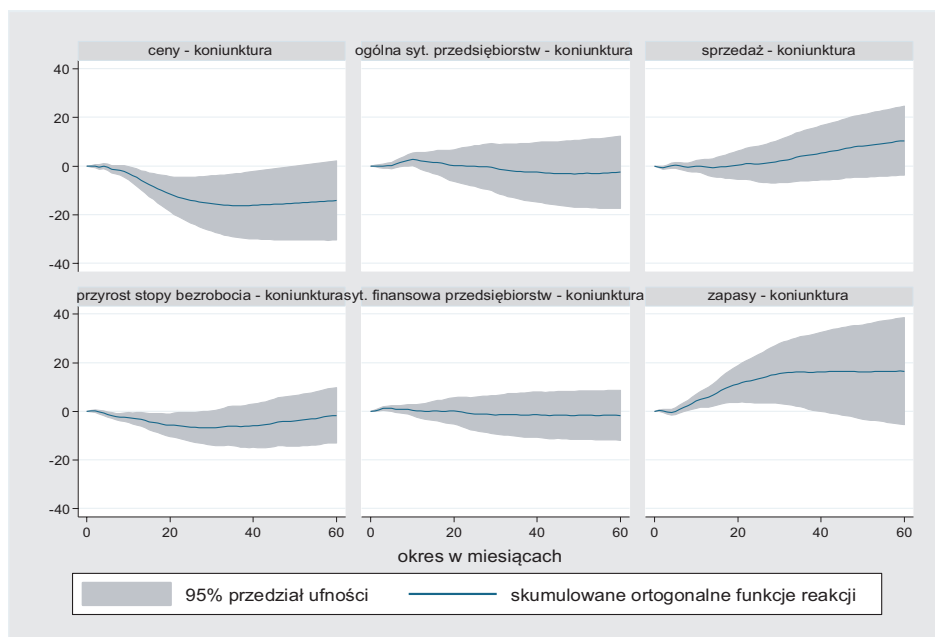 ceny - koniunktura
ogólna syt. przedsiębiorstw - koniunktura
sprzedaż - koniunktura
40
20
0
-20
-40
przyrost stopy bezrobocia - koniunktura
syt. finansowa przedsiębiorstw - koniunktura
zapasy - koniunktura
40
20
0
-20
-40
0 20 40 60
0 20 40 60
0 20 40 60
okres w miesiącach
95% przedział ufności
skumulowane ortogonalne funkcje reakcji